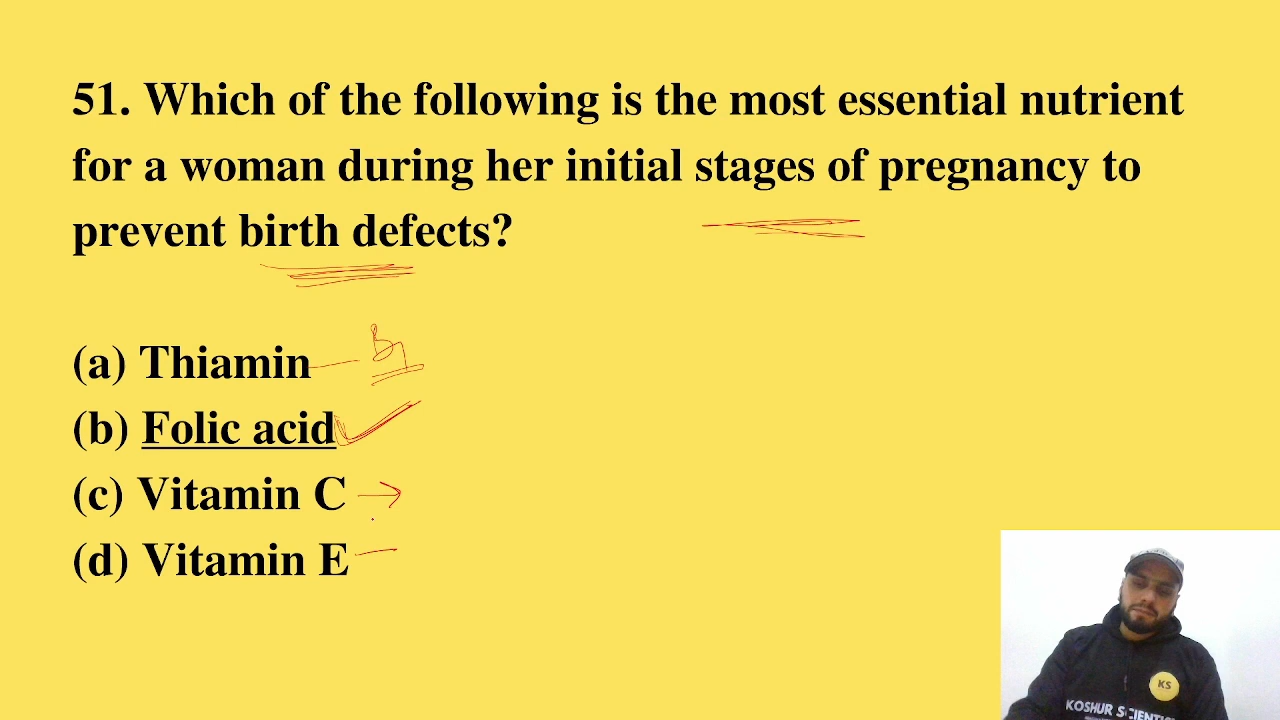 51. Which of the following is the most essential nutrient
for a woman during her initial stages of pregnancy to
prevent birth defects?
(a) Thiamin
b1
(b) Folic acid
(c) Vitamin C
(d) Vitamin E
KS
KOSHUR SCIENTIST